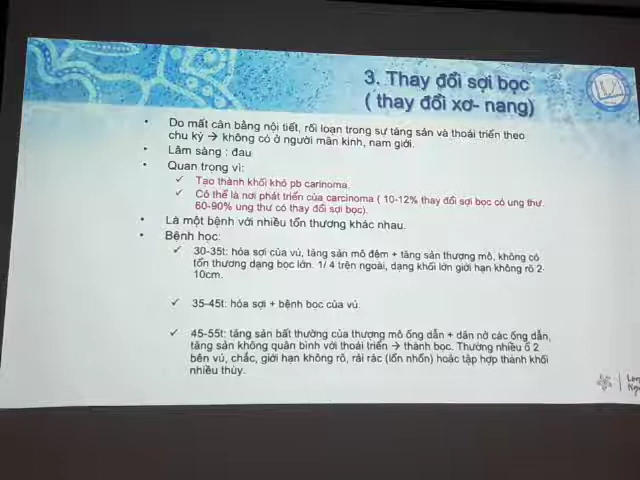 3. Thay đổi sợi bọc
( thay đổi xơ- nang)
• Do mất cân bằng nội tiết, rối loạn trong sự tăng sản và thoái triển theo
chu kỳ → không có ở người mãn kinh, nam giới.
• Lâm sàng : đau
• Quan trọng vì:
✓ Tạo thành khối khó pb carinoma.
✓ Có thể là nơi phát triển của carcinoma ( 10-12% thay đổi sợi bọc có ung thư.
60-90% ung thư có thay đổi sợi bọc).
• Là một bệnh với nhiều tổn thương khác nhau.
• Bệnh học:
✓ 30-35t: hóa sợi của vú, tăng sản mô đệm + tăng sản thượng mô, không có
tổn thương dạng bọc lớn. 1/ 4 trên ngoài, dạng khối lớn giới hạn không rõ 2-
10cm.
✓ 35-45t: hóa sợi + bệnh bọc của vú.
✓ 45-55t: tăng sản bất thường của thượng mô ống dẫn + dãn nở các ống dẫn,
tăng sản không quân bình với thoái triển → thành bọc. Thường nhiều ổ 2
bên vú, chắc, giới hạn không rõ, rải rác (lổn nhổn) hoặc tập hợp thành khối
nhiều thùy.